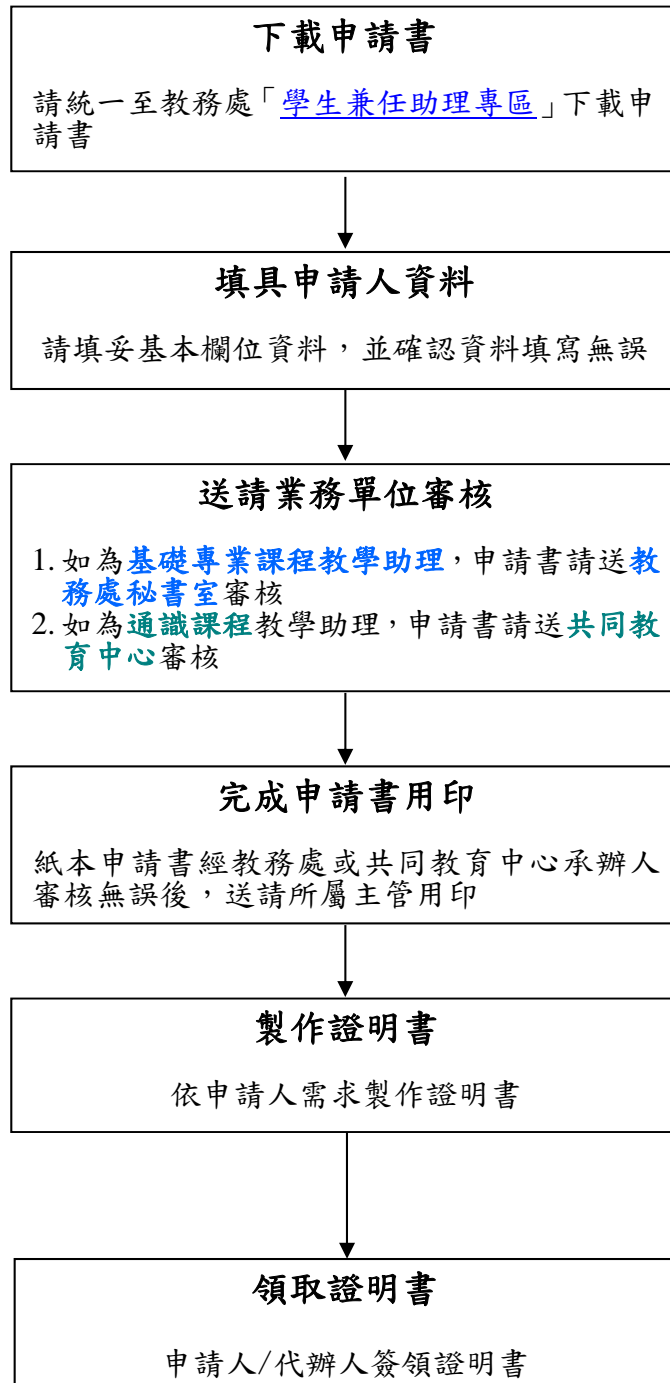 下載申請書
請統一至教務處「學生兼任助理專區」下載申
請書
填具申請人資料
請填妥基本欄位資料，並確認資料填寫無誤
送請業務單位審核
1. 如為基礎專業課程教學助理，申請書請送教
務處秘書室審核
2. 如為通識課程教學助理，申請書請送共同教
育中心審核
完成申請書用印
紙本申請書經教務處或共同教育中心承辦人
審核無誤後，送請所屬主管用印
製作證明書
依申請人需求製作證明書
領取證明書
申請人/代辦人簽領證明書